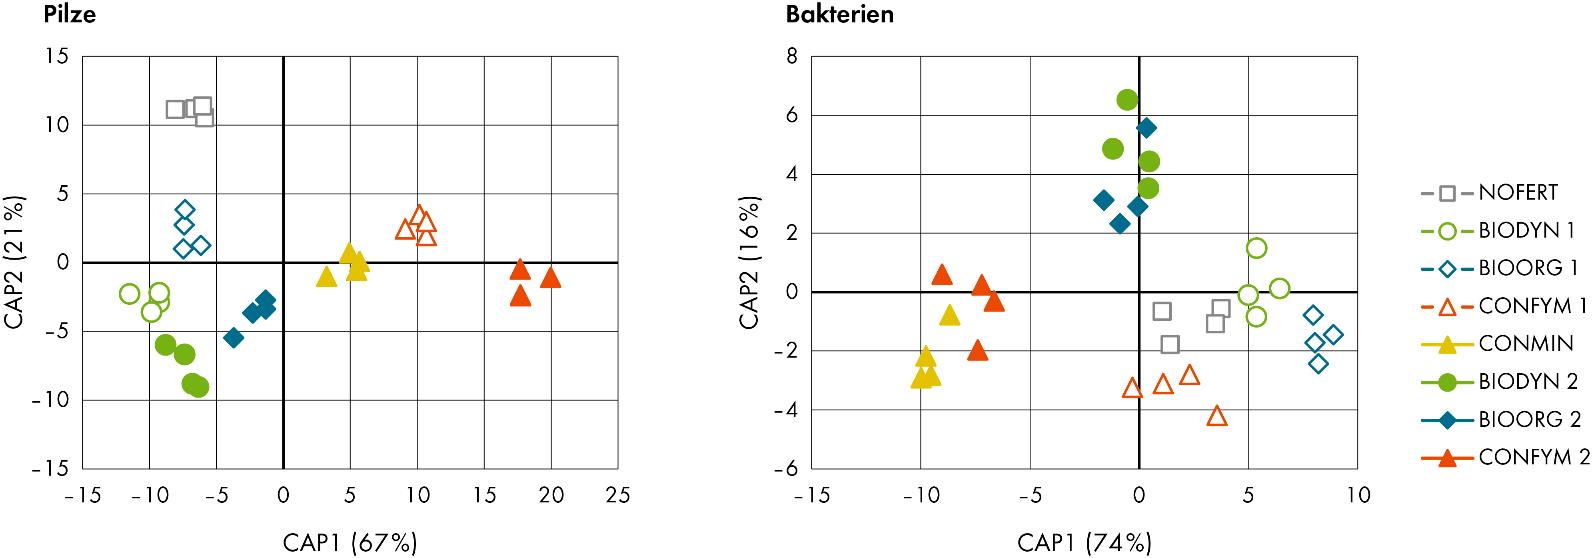 Pilze
15
10
5
0
–5
–10
–15
CAP2 (21%)
–15 –10 –5 0 5 10 15 20 25
CAP1 (67%)
Bakterien
8
6
4
2
0
–2
–4
–6
CAP2 (16%)
–15 –10 –5 0 5 10
CAP1 (74%)
NOFERT
BIODYN 1
BIOORG 1
CONFYM 1
CONMIN
BIODYN 2
BIOORG 2
CONFYM 2